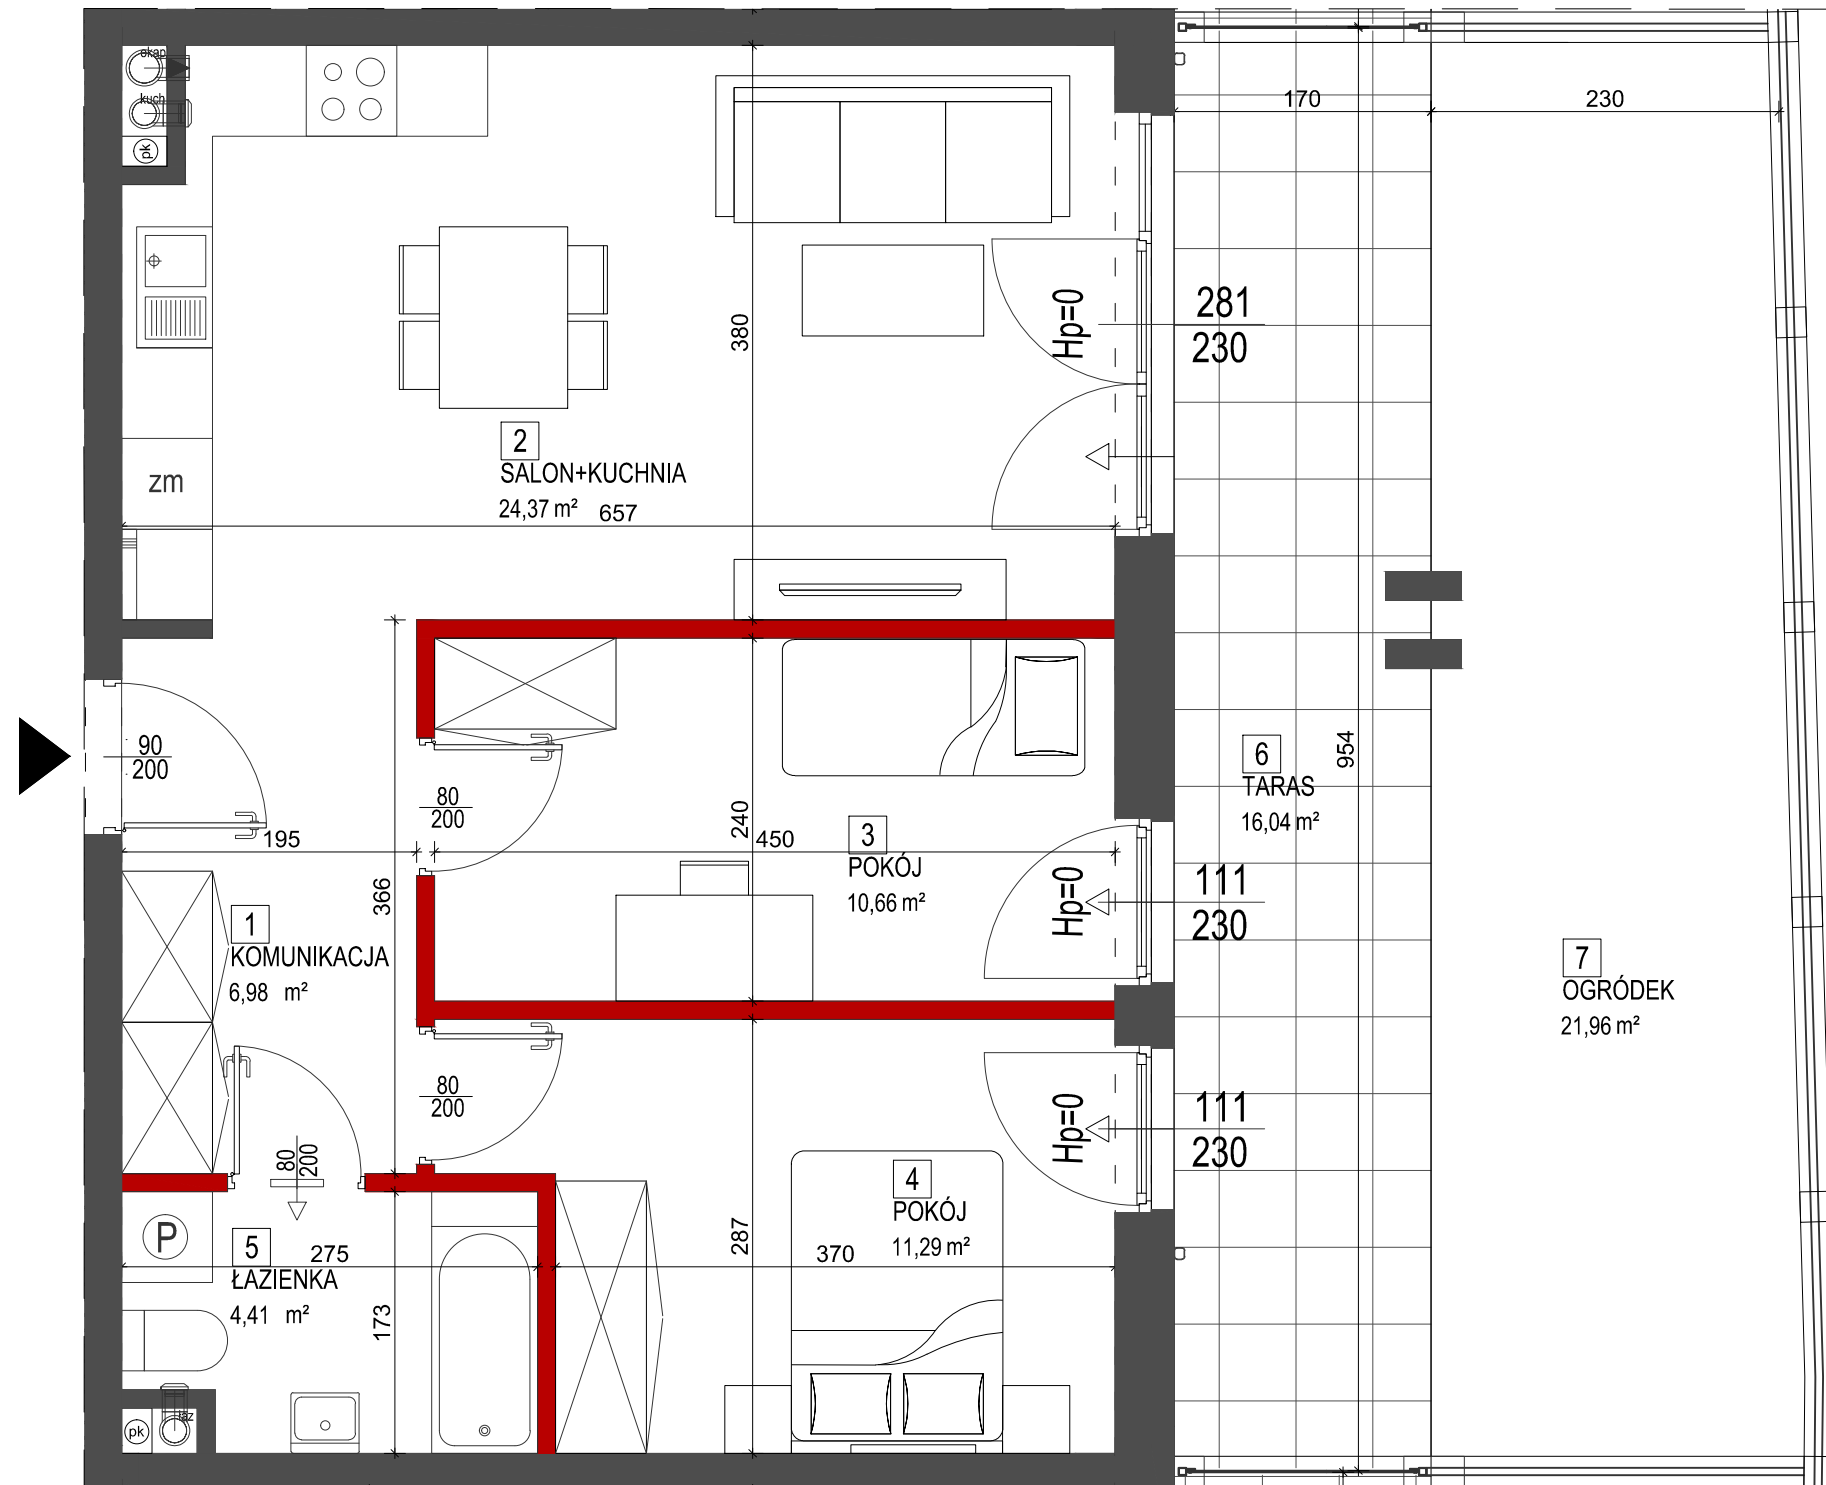 okap
kuch
pk
170
230
281
230
Hp=0
380
2
SALON+KUCHNIA
24,37 m²
657
zm
90
200
80
200
195
240
450
3
POKÓJ
10,66 m²
Hp=0
111
230
6
TARAS
16,04 m²
954
366
1
KOMUNIKACJA
6,98 m²
7
OGRÓDEK
21,96 m²
80
200
Hp=0
111
230
80
200
4
POKÓJ
11,29 m²
287
370
P
5
ŁAZIENKA
4,41 m²
275
173
pk
łaz